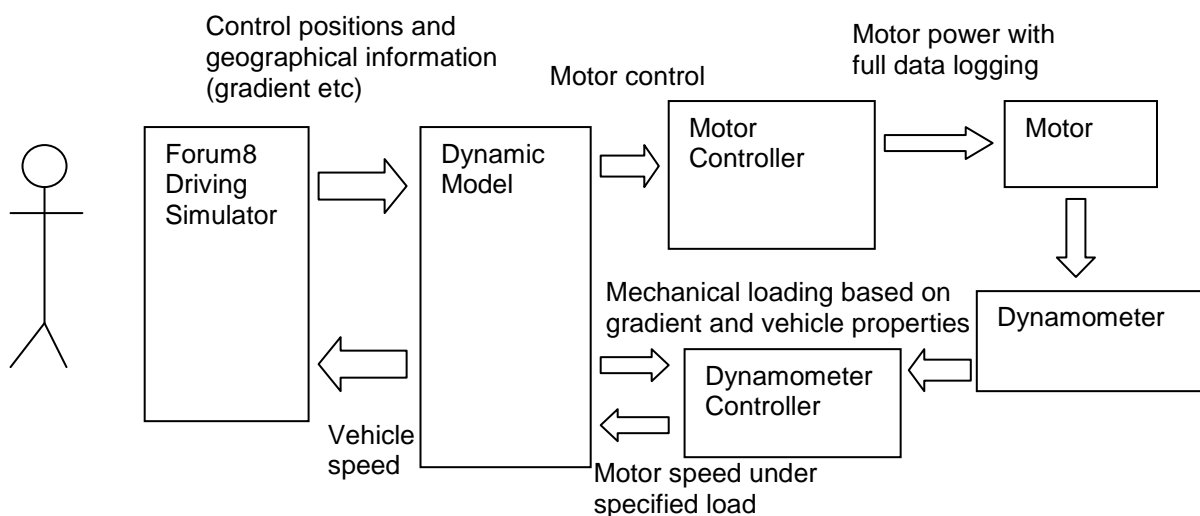 Control positions and
geographical information
(gradient etc)
Motor control
Motor power with
full data logging
Forum8
Driving
Simulator
Dynamic
Model
Motor
Controller
Motor
Mechanical loading based on
gradient and vehicle properties
Dynamometer
Dynamometer
Controller
Vehicle
speed
Motor speed under
specified load